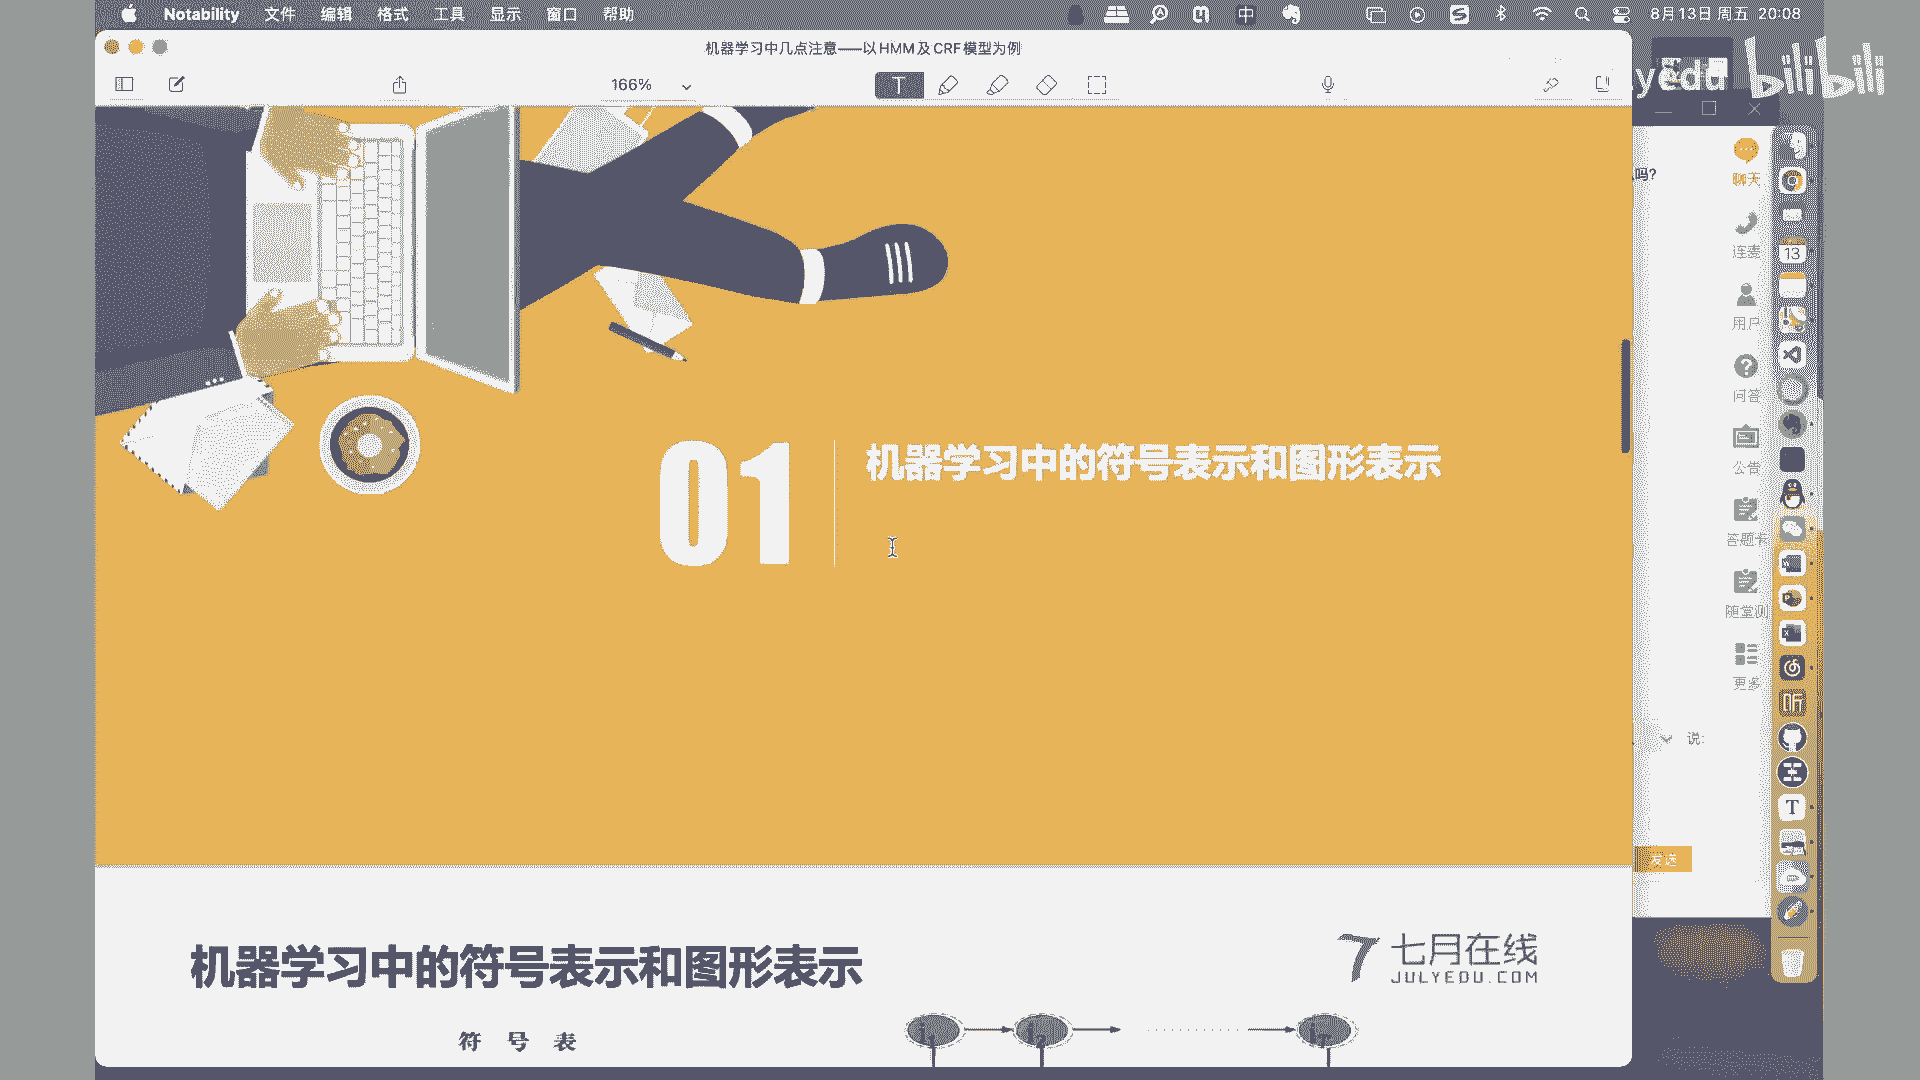 Notability 文件 编辑 格式 工具 显示 窗口 帮助
中
8月13日 周五 20:08
机器学习中几点注意——以HMM及CRF模型为例
166%
T
yedu bilibili
吗?
聊天
连麦
13
用户
问答
公告
答题卡
随堂测
更多
说:
T
发送
01
机器学习中的符号表示和图形表示
机器学习中的符号表示和图形表示
七月在线
JULYEDU.COM
符 号 表